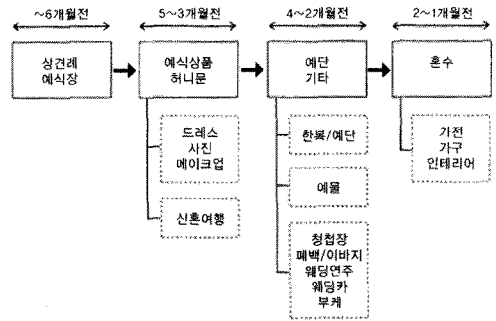 ~6개월전
5~3개월전
4~2개월전
2~1개월전
상견례
예식장
예식상품
허니문
예단
기타
혼수
드레스
사진
메이크업
신혼여행
한복/예단
예물
청첩장
폐백/이바지
웨딩연주
웨딩카
부케
가전
가구
인테리어